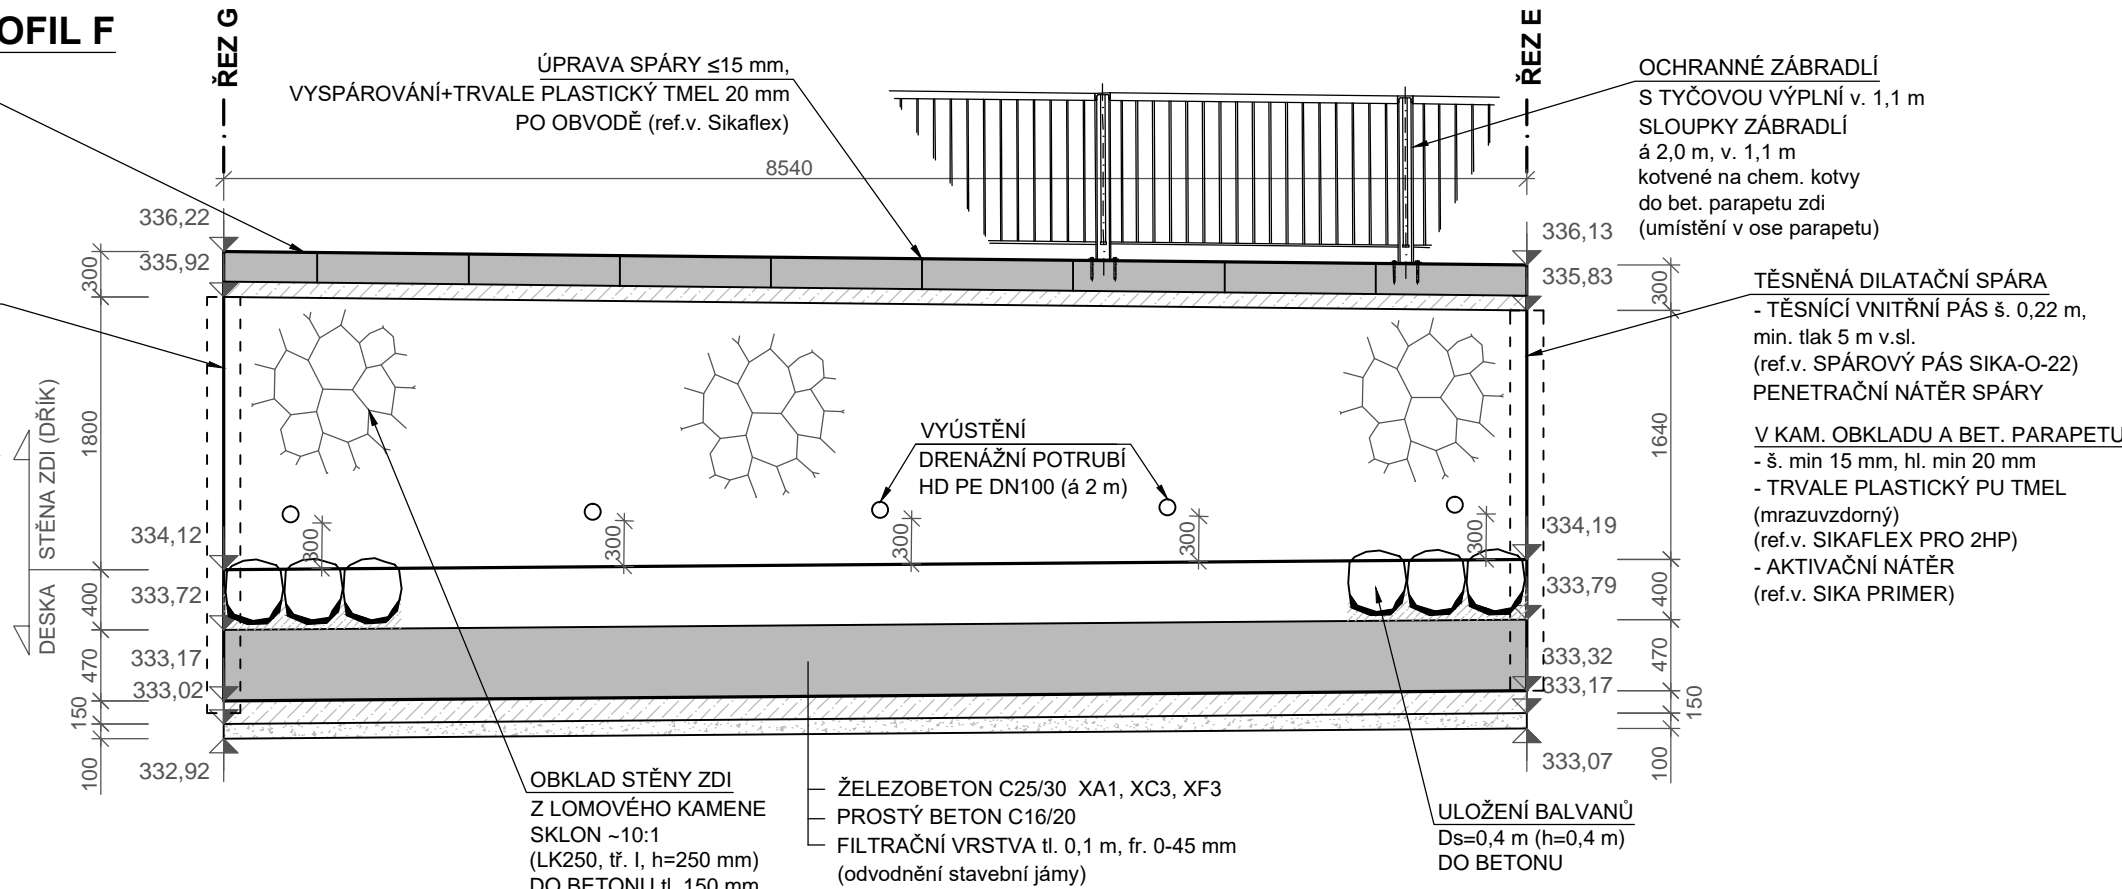 OFIL F
ŘEZ G
ŘEZ E
ÚPRAVA SPÁRY ≤15 mm,
VYSPÁROVÁNÍ+TRVALE PLASTICKÝ TMEL 20 mm
PO OBVODĚ (ref.v. Sikaflex)
8540
OCHRANNÉ ZÁBRADLÍ
S TYČOVOU VÝPLNÍ v. 1,1 m
SLOUPKY ZÁBRADLÍ
á 2,0 m, v. 1,1 m
kotvené na chem. kotvy
do bet. parapetu zdi
(umístění v ose parapetu)
336,22
335,92
300
336,13
335,83
300
TĚSNĚNÁ DILATAČNÍ SPÁRA
- TĚSNÍCÍ VNITŘNÍ PÁS š. 0,22 m,
min. tlak 5 m v.sl.
(ref.v. SPÁROVÝ PÁS SIKA-O-22)
PENETRAČNÍ NÁTĚR SPÁRY
V KAM. OBKLADU A BET. PARAPETU
- š. min 15 mm, hl. min 20 mm
- TRVALE PLASTICKÝ PU TMEL
(mrazuvzdorný)
(ref.v. SIKAFLEX PRO 2HP)
- AKTIVAČNÍ NÁTĚR
(ref.v. SIKA PRIMER)
STĚNA ZDI (DŘÍK)
DESKA
1800
1640
VYÚSTĚNÍ
DRENÁŽNÍ POTRUBÍ
HD PE DN100 (á 2 m)
300
300
300
300
300
334,12
333,72
333,17
333,02
332,92
400
470
150
100
334,19
333,79
333,32
333,17
333,07
400
470
150
100
OBKLAD STĚNY ZDI
Z LOMOVÉHO KAMENE
SKLON ~10:1
(LK250, tř. I, h=250 mm)
DO BETONU tl. 150 mm
ŽELEZOBETON C25/30 XA1, XC3, XF3
PROSTÝ BETON C16/20
FILTRAČNÍ VRSTVA tl. 0,1 m, fr. 0-45 mm
(odvodnění stavební jámy)
ULOŽENÍ BALVANŮ
Ds=0,4 m (h=0,4 m)
DO BETONU